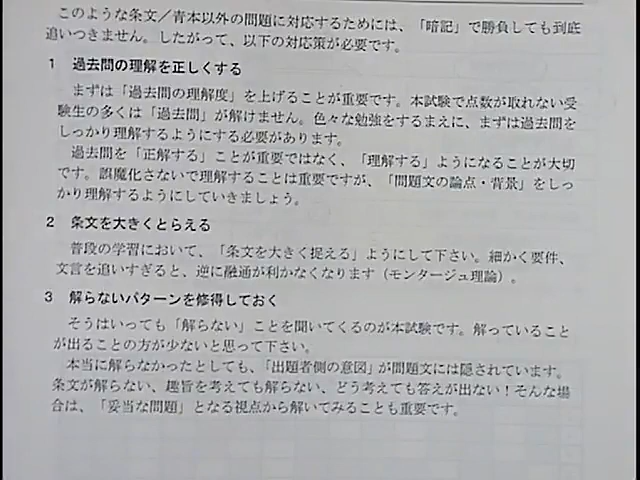 このような条文／青本以外の問題に対応するためには、「暗記」で勝負しても到底
追いつきません。したがって、以下の対応策が必要です。
1 過去問の理解を正しくする
まずは「過去問の理解度」を上げることが重要です。本試験で点数が取れない受
験生の多くは「過去問」が解けません。色々な勉強をするまえに、まずは過去問を
しっかり理解するようにする必要があります。
過去問を「正解する」ことが重要ではなく、「理解する」ようになることが大切
です。誤魔化さないで理解することは重要ですが、「問題文の論点・背景」をしっ
かり理解するようにしていきましょう。
2 条文を大きくとらえる
普段の学習において、「条文を大きく捉える」ようにして下さい。細かく要件、
文言を追いすぎると、逆に融通が利かなくなります（モンタージュ理論）。
3 解らないパターンを修得しておく
そうはいっても「解らない」ことを聞いてくるのが本試験です。解っていること
が出ることの方が少ないと思って下さい。
本当に解らなかったとしても、「出題者側の意図」が問題文には隠されています。
条文が解らない、趣旨を考えても解らない、どう考えても答えが出ない！そんな場
合は、「妥当な問題」となる視点から解いてみることも重要です。